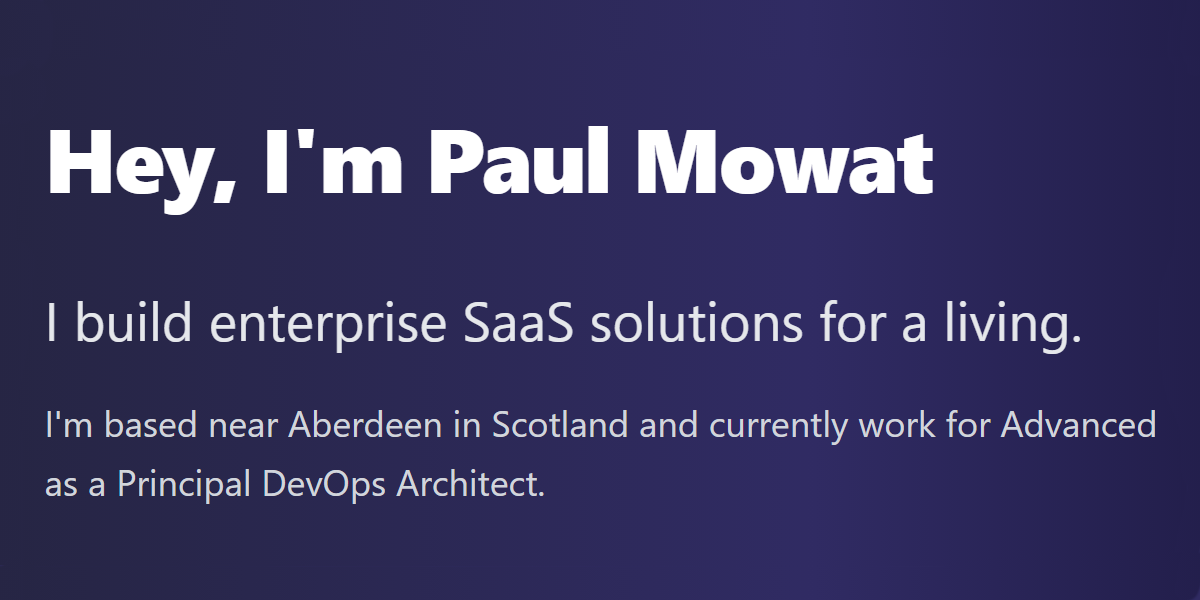 Hey, I'm Paul Mowat
I build enterprise SaaS solutions for a living.
I'm based near Aberdeen in Scotland and currently work for Advanced
as a Principal DevOps Architect.